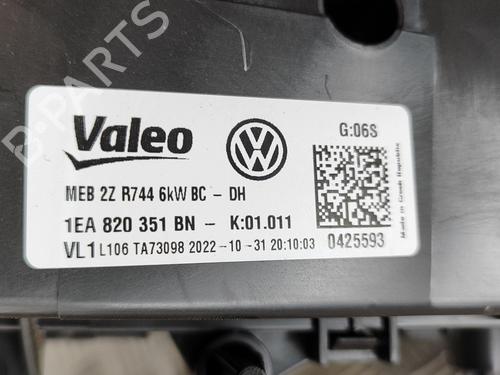 B-PARTS
Valeo
VW
G:06S
MEB 2Z R744 6kW BC - DH
1EA 820 351 BN - K:01.011
VL1 L106 TA73098 2022-10-31 20:10:03
0425593
Made in Czech Republic